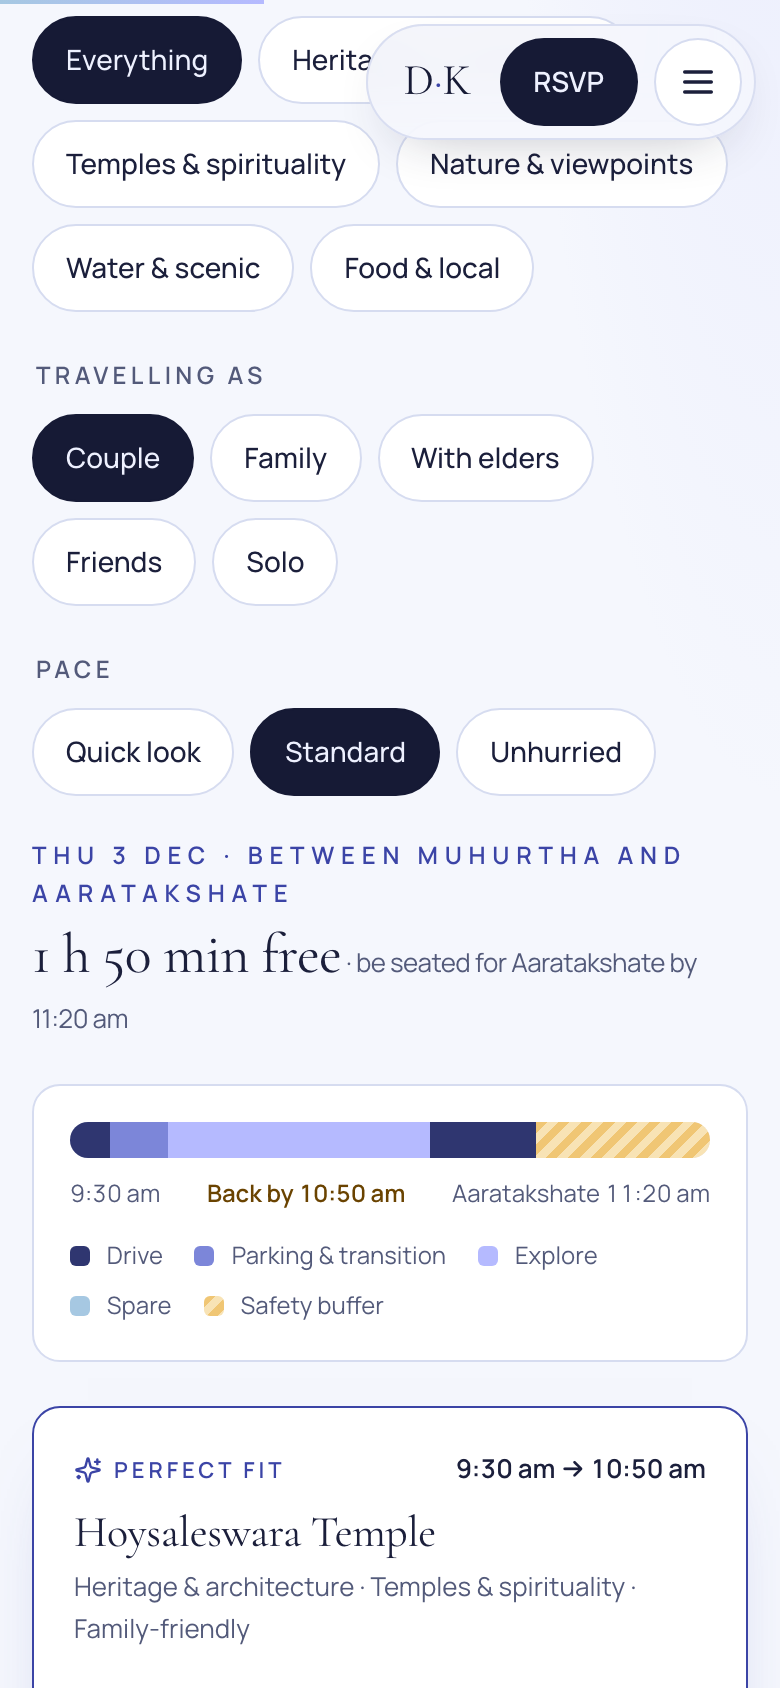 Everything
Herita
D·K
RSVP
Temples & spirituality
Nature & viewpoints
Water & scenic
Food & local
TRAVELLING AS
Couple
Family
With elders
Friends
Solo
PACE
Quick look
Standard
Unhurried
THU 3 DEC · BETWEEN MUHURTHA AND
AARATAKSHATE
1 h 50 min free · be seated for Aaratakshate by
11:20 am
9:30 am
Back by 10:50 am
Aaratakshate 11:20 am
Drive
Parking & transition
Explore
Spare
Safety buffer
PERFECT FIT
9:30 am → 10:50 am
Hoysaleswara Temple
Heritage & architecture · Temples & spirituality ·
Family-friendly